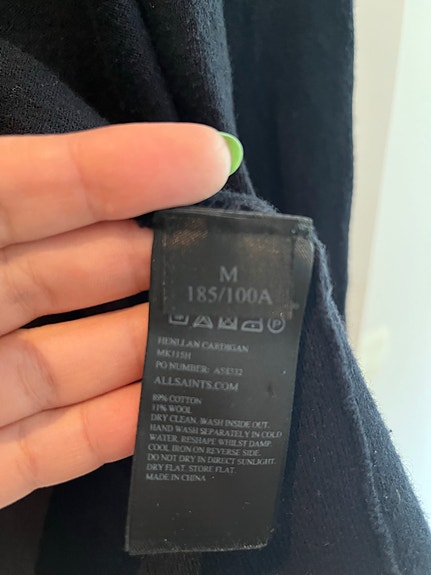 M
185/100A
HENLLAN CARDIGAN
MK315H
PO NUMBER: A58532
ALLSAINTS.COM
89% COTTON
11% WOOL
DRY CLEAN. WASH INSIDE OUT.
HAND WASH SEPARATELY IN COLD
WATER, RESHAPE WHILST DAMP.
COOL IRON ON REVERSE SIDE.
DO NOT DRY IN DIRECT SUNLIGHT.
DRY FLAT. STORE FLAT.
MADE IN CHINA